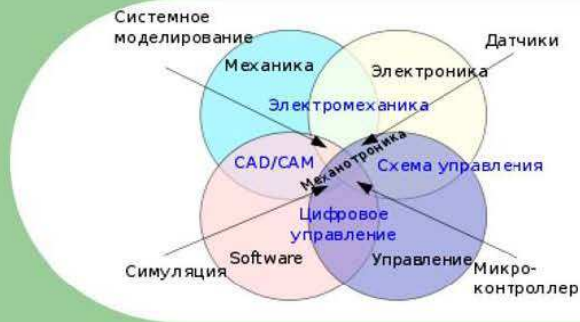 Системное
моделирование
Датчики
Механика
Электроника
Электромеханика
CAD/CAM
Механотроника
Схема управления
Цифровое
управление
Software
Управление
Симуляция
Микро-
контроллер